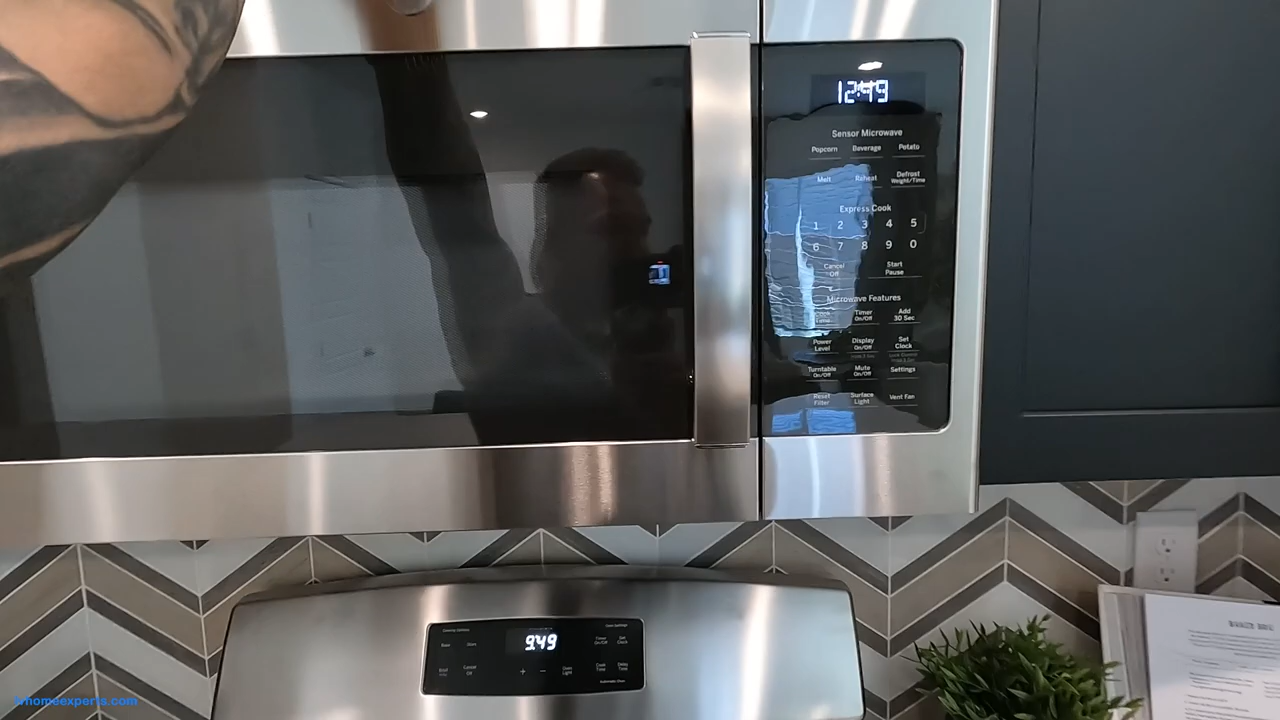 12:49
Sensor Microwave
Popcorn Beverage Potato
Melt Reheat Defrost
Weight/Time
Express Cook
1 2 3 4 5
6 7 8 9 0
Cancel
Off
Start
Pause
Microwave Features
Cook
Time
Timer
On/Off
Add
30 Sec
Power
Level
Display
On/Off
Set
Clock
Turntable
On/Off
Mute
On/Off
Settings
Reset
Filter
Surface
Light
Vent Fan
9:49
Bake
Broil
Cancel
Off
+ -
Oven
Light
Timer
On/Off
Set
Clock
Cook
Time
Delay
Time